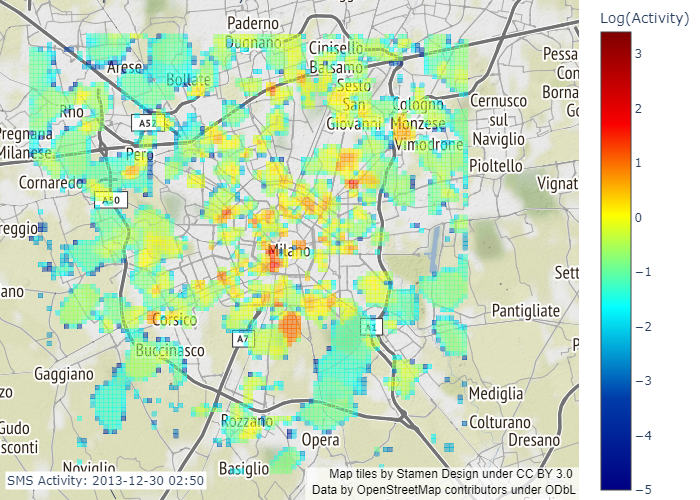 Log(Activity)
Paderno
Dugnano
Cinisello
Balsamo
Pessa
Con
Borna
Go
Arese
Bollate
Sesto
San
Giovanni
Cologno
Monzese
Cernusco
sul
Naviglio
Rho
A52
Pregnana
Milanese
Pero
Vimodrone
Pioltello
Cornaredo
A50
Vignat
reggio
Milano
Sett
ano
Pantigliate
Corsico
A1
A7
P
Buccinasco
Gaggiano
zo
Mediglia
Gudo
sconti
Rozzano
Colturano
Dresano
Opera
Noviglio
Basiglio
SMS Activity: 2013-12-30 02:50
Map tiles by Stamen Design under CC BY 3.0
Data by OpenStreetMap contributors under ODbL
3
2
1
0
−1
−2
−3
−4
−5